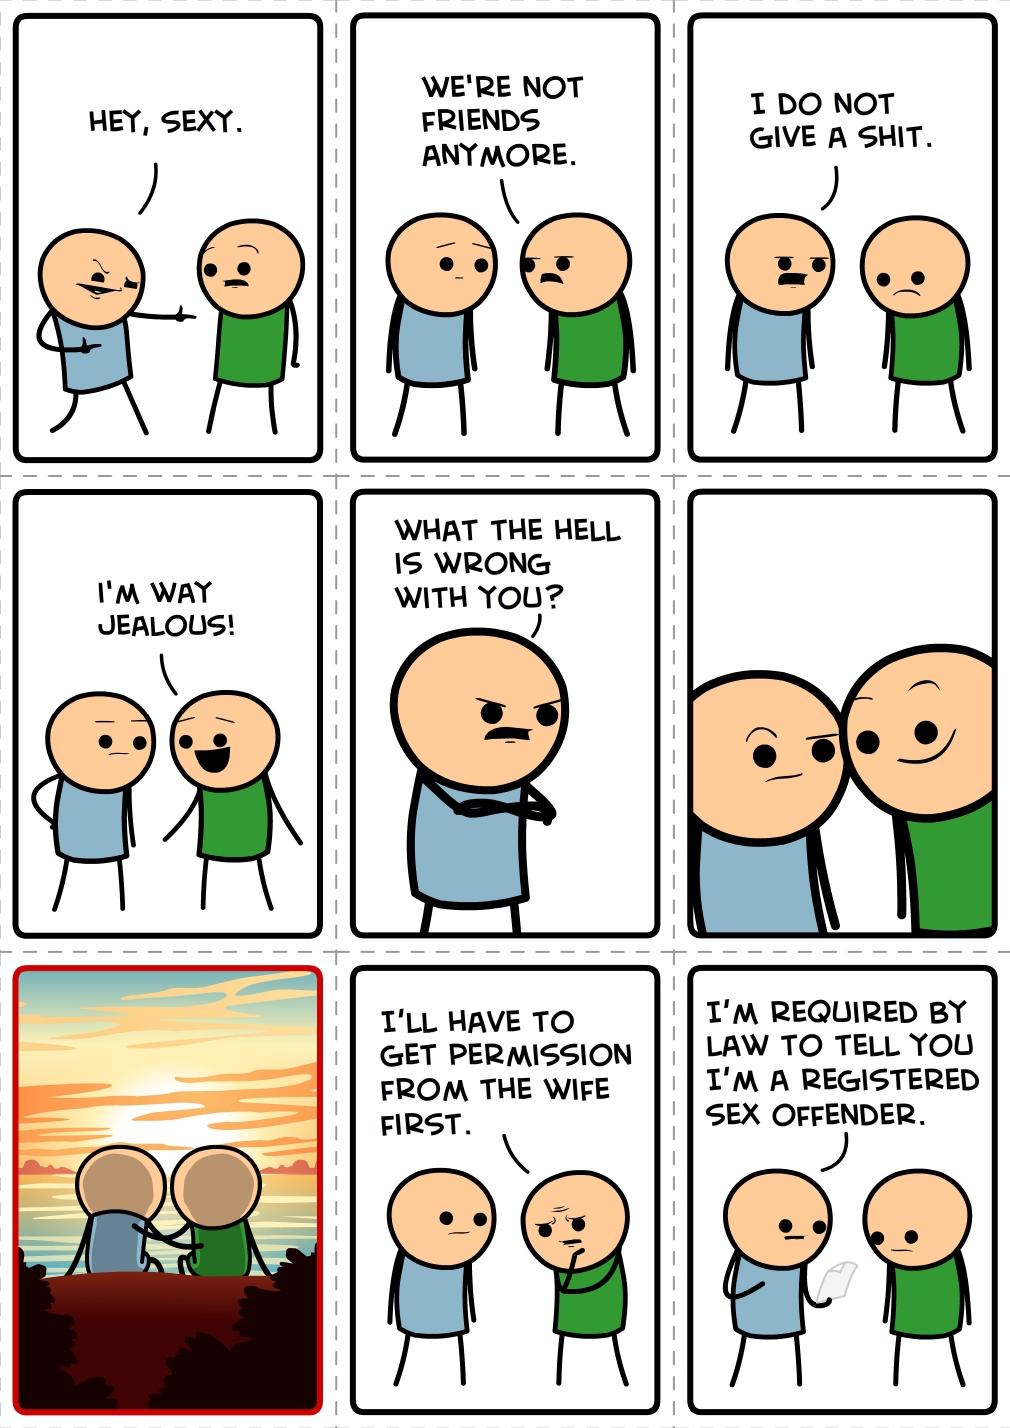 HEY, SEXY.
WE'RE NOT
FRIENDS
ANYMORE.
I DO NOT
GIVE A SHIT.
I'M WAY
JEALOUS!
WHAT THE HELL
IS WRONG
WITH YOU?
I'LL HAVE TO
GET PERMISSION
FROM THE WIFE
FIRST.
I'M REQUIRED BY
LAW TO TELL YOU
I'M A REGISTERED
SEX OFFENDER.